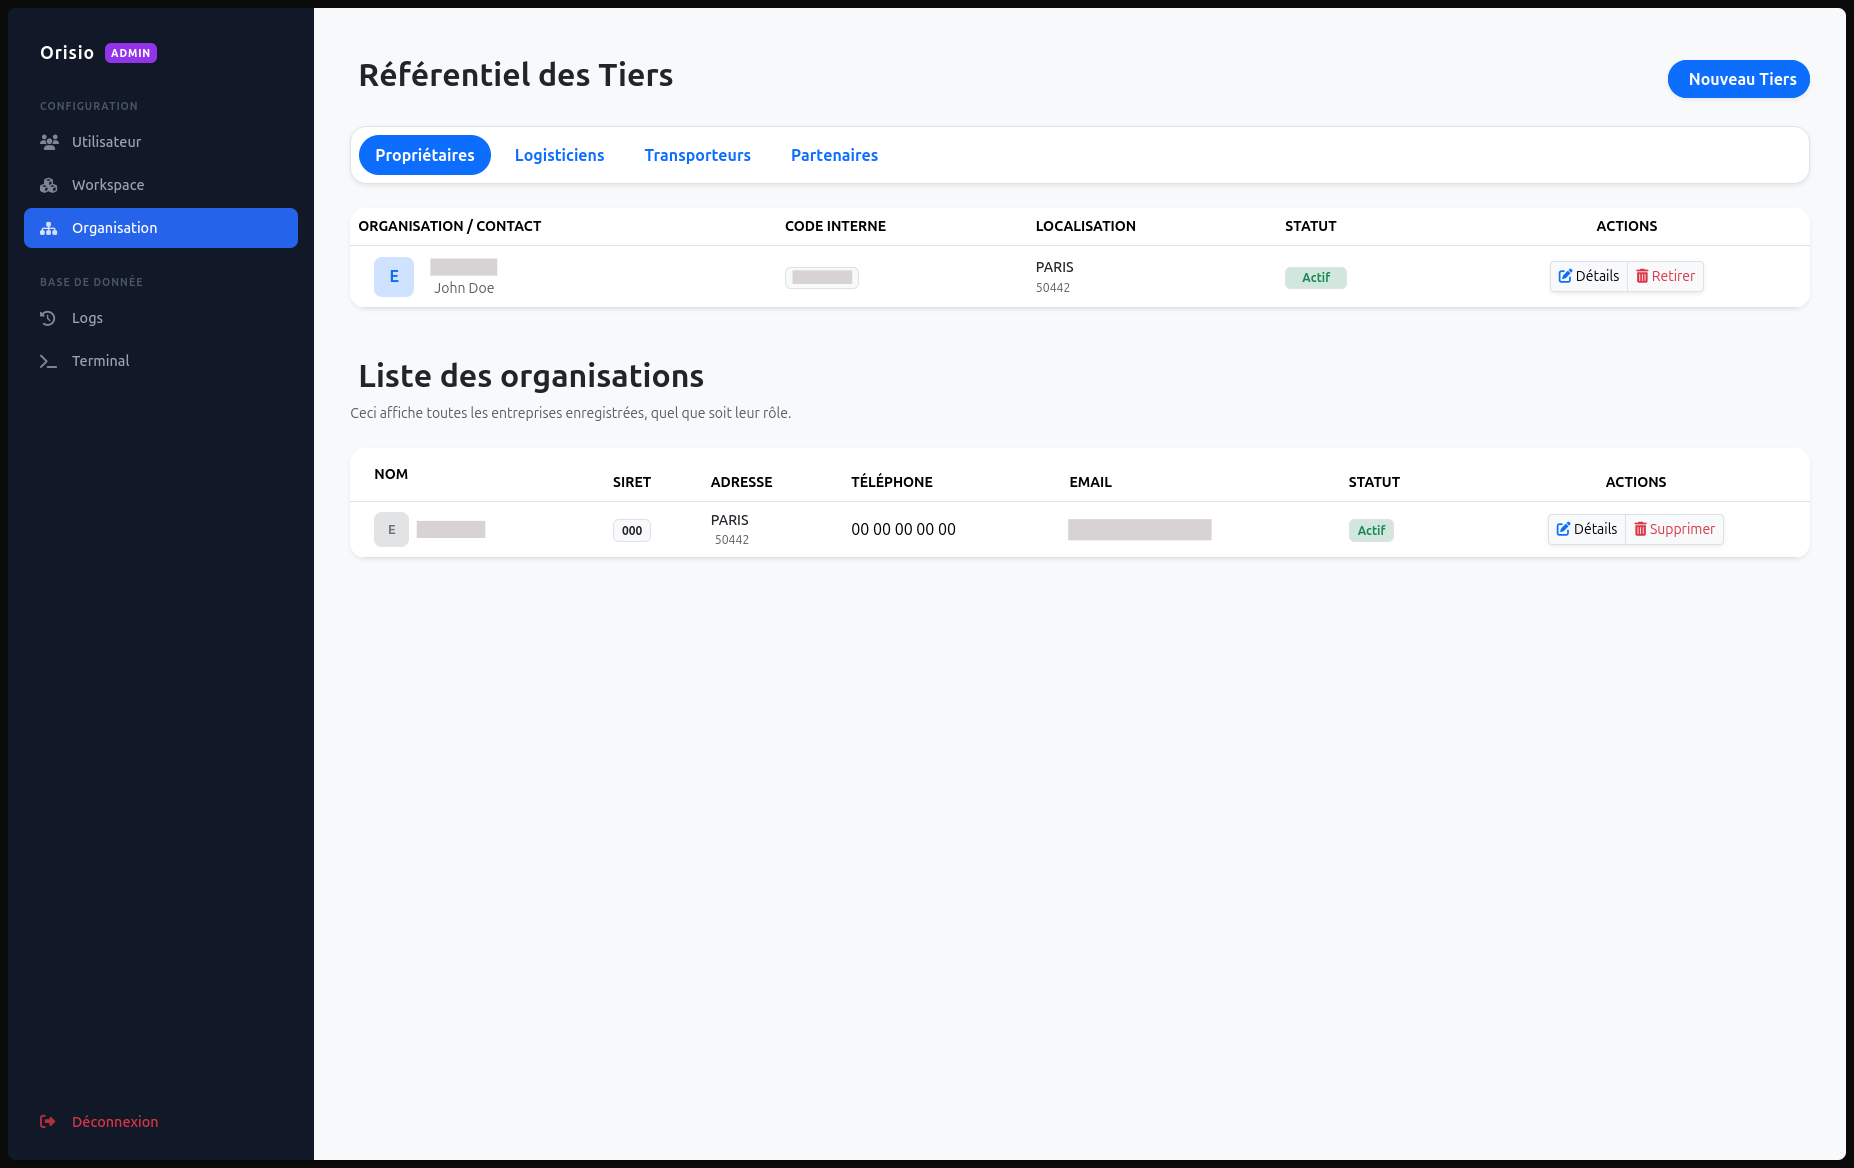 Orisio ADMIN
CONFIGURATION
Utilisateur
Workspace
Organisation
BASE DE DONNÉE
Logs
Terminal
Déconnexion
Référentiel des Tiers
Nouveau Tiers
Propriétaires Logisticiens Transporteurs Partenaires
ORGANISATION / CONTACT CODE INTERNE LOCALISATION STATUT ACTIONS
E John Doe PARIS 50442 Actif Détails Retirer
Liste des organisations
Ceci affiche toutes les entreprises enregistrées, quel que soit leur rôle.
NOM SIRET ADRESSE TÉLÉPHONE EMAIL STATUT ACTIONS
E 000 PARIS 50442 00 00 00 00 00 Actif Détails Supprimer